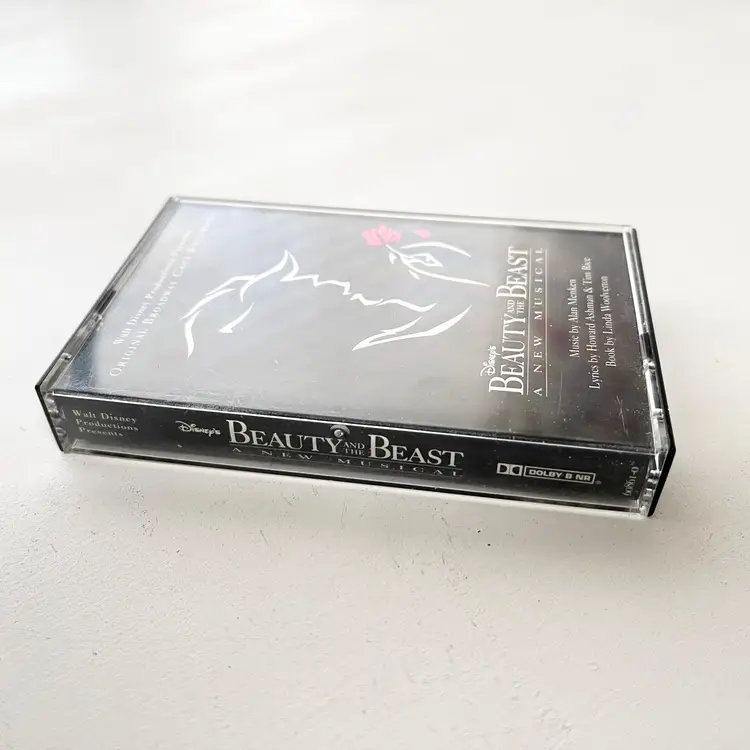 Walt Disney Productions Presents
ORIGINAL BROADWAY CAST
Disney's
BEAUTY AND THE BEAST
A NEW MUSICAL
Music by Alan Menken
Lyrics by Howard Ashman & Tim Rice
Book by Linda Woolverton
Walt Disney
Productions
Presents
Disney's
BEAUTY AND THE BEAST
A NEW MUSICAL
DOLBY B NR
60861-0